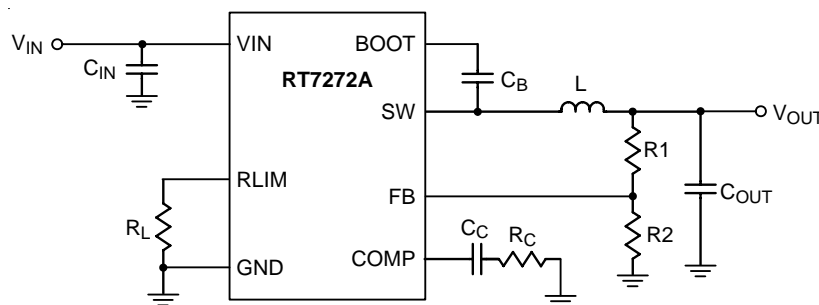 VIN
CIN
VIN
BOOT
RT7272A
CB
L
SW
VOUT
R1
RLIM
FB
COUT
RL
CC
RC
R2
GND
COMP